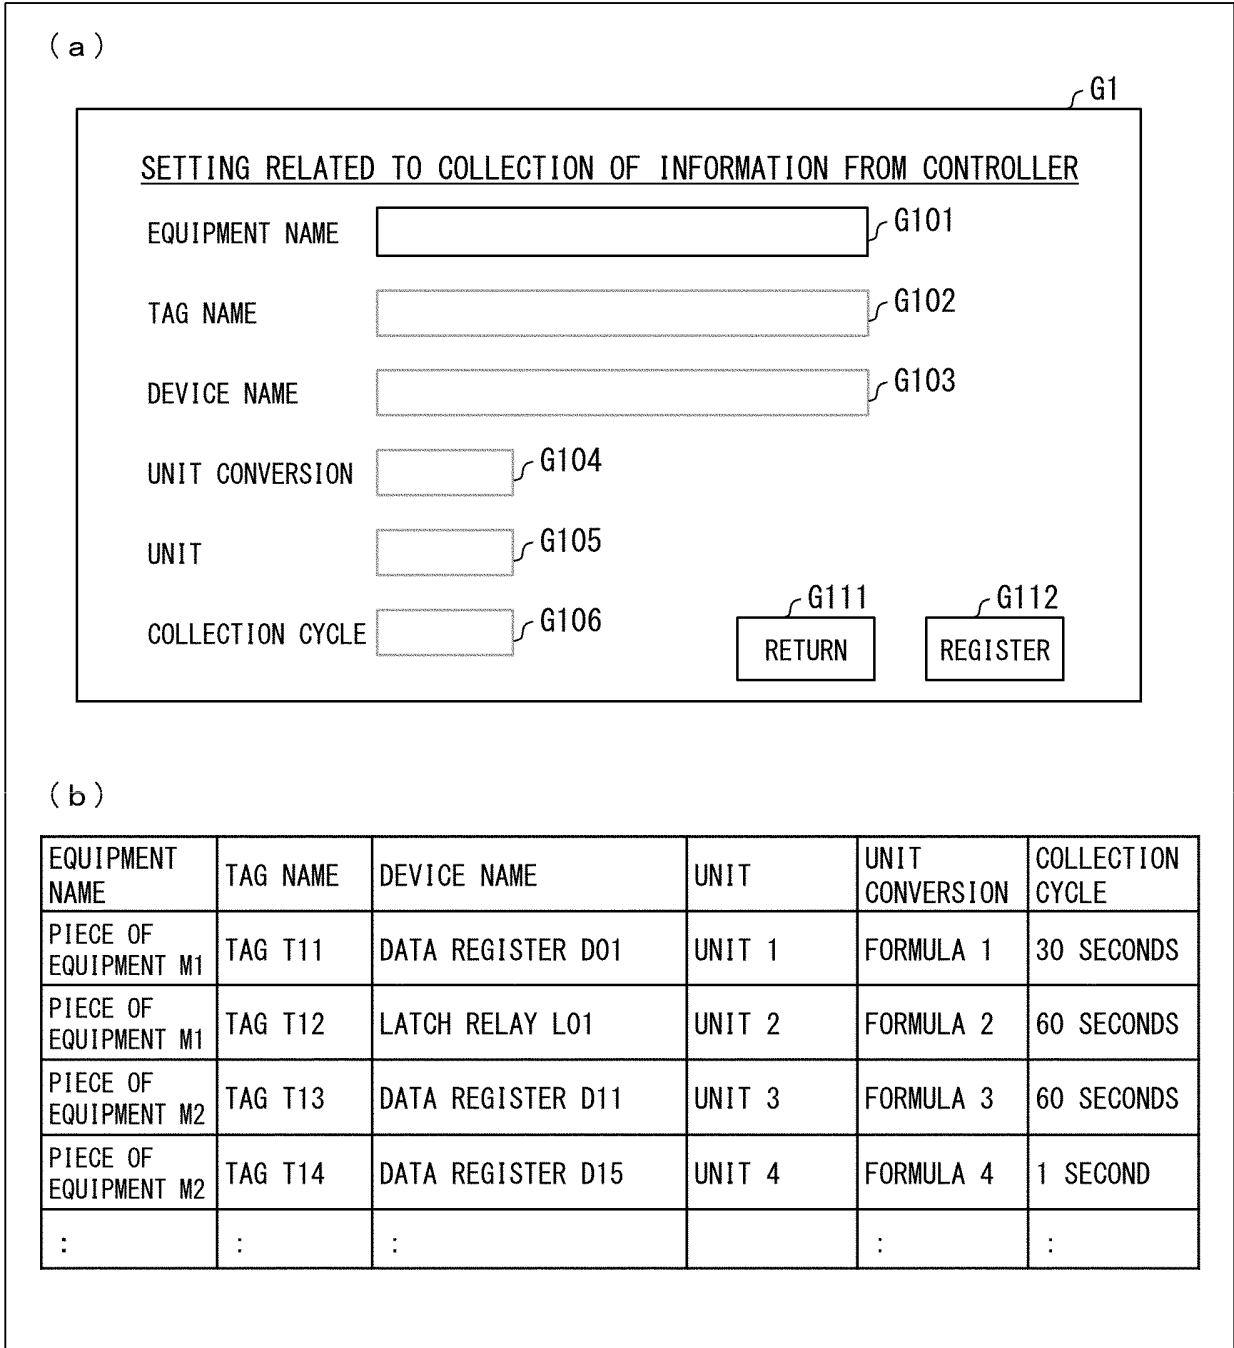 (a)
G1
SETTING RELATED TO COLLECTION OF INFORMATION FROM CONTROLLER
EQUIPMENT NAME G101
TAG NAME G102
DEVICE NAME G103
UNIT CONVERSION G104
UNIT G105
COLLECTION CYCLE G106
G111 G112
RETURN REGISTER
(b)
EQUIPMENT NAME TAG NAME DEVICE NAME UNIT UNIT CONVERSION COLLECTION CYCLE
PIECE OF EQUIPMENT M1 TAG T11 DATA REGISTER D01 UNIT 1 FORMULA 1 30 SECONDS
PIECE OF EQUIPMENT M1 TAG T12 LATCH RELAY L01 UNIT 2 FORMULA 2 60 SECONDS
PIECE OF EQUIPMENT M2 TAG T13 DATA REGISTER D11 UNIT 3 FORMULA 3 60 SECONDS
PIECE OF EQUIPMENT M2 TAG T14 DATA REGISTER D15 UNIT 4 FORMULA 4 1 SECOND
: : : : :